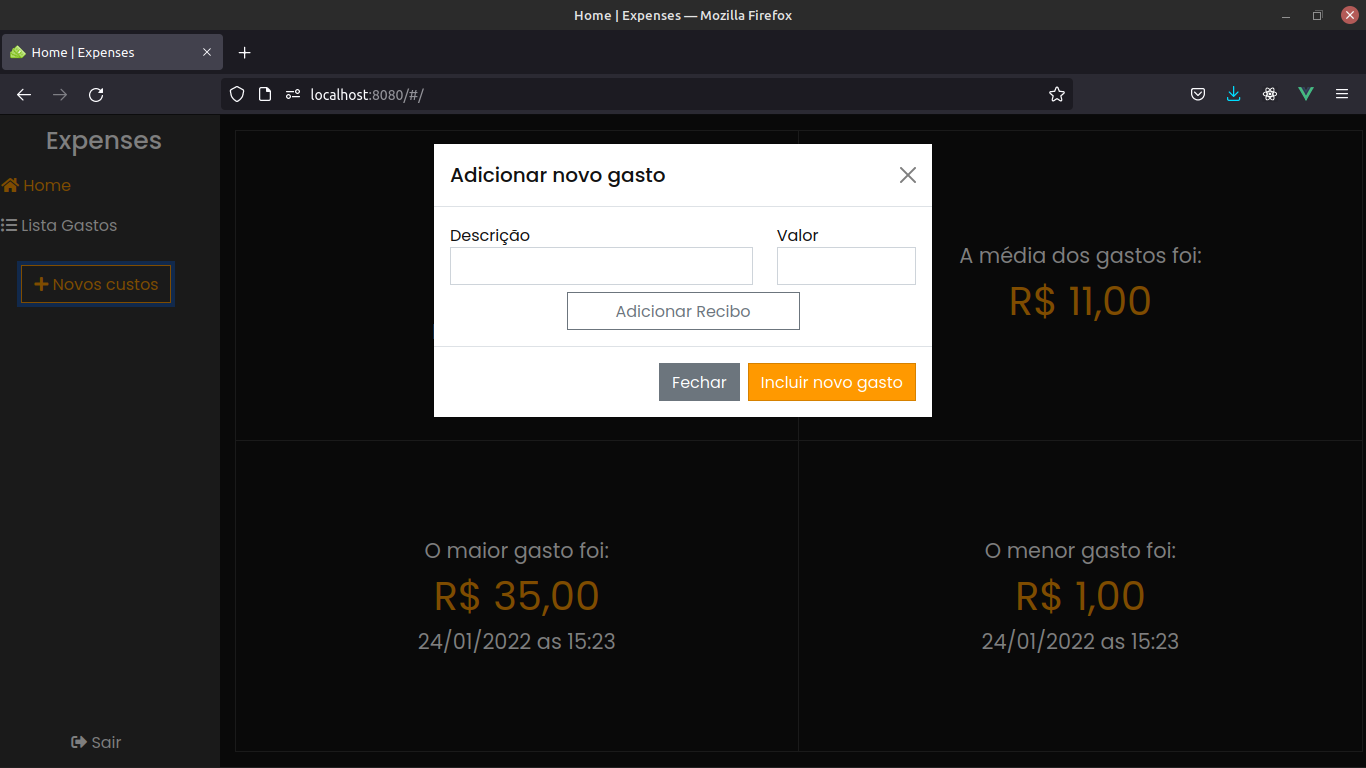 Home | Expenses — Mozilla Firefox
Home | Expenses
localhost:8080/#/
Expenses
Home
Lista Gastos
Novos custos
Sair
Adicionar novo gasto
Descrição
Valor
Adicionar Recibo
Fechar
Incluir novo gasto
A média dos gastos foi:
R$ 11,00
O maior gasto foi:
R$ 35,00
24/01/2022 as 15:23
O menor gasto foi:
R$ 1,00
24/01/2022 as 15:23